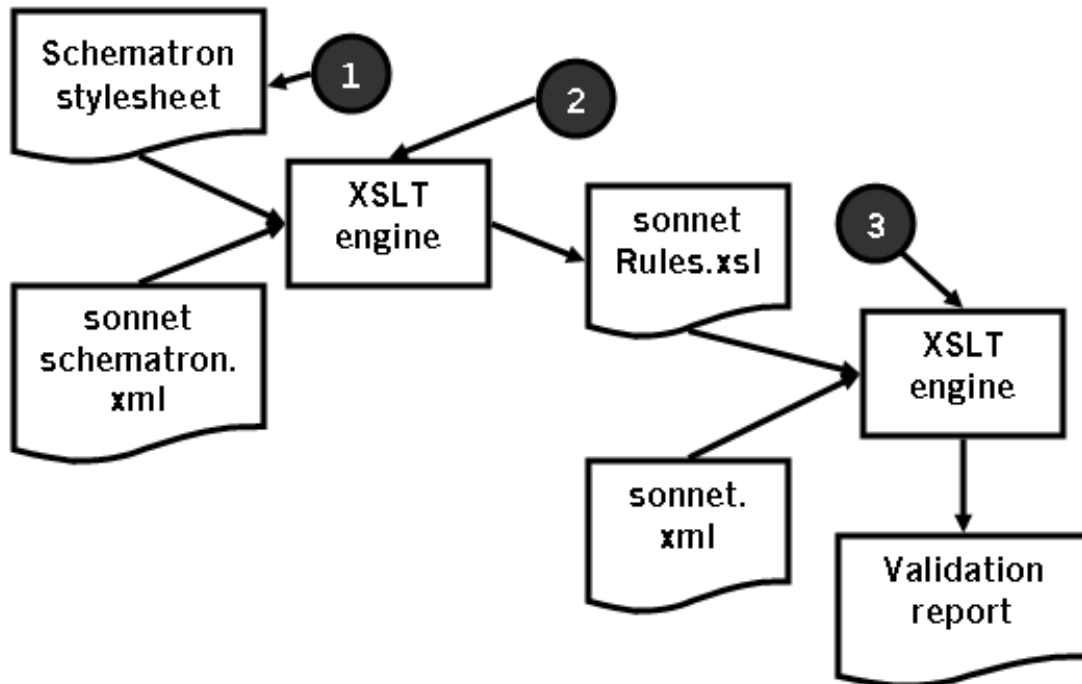 Schematron
stylesheet
1
2
XSLT
engine
sonnet
Rules.xsl
3
sonnet
schematron.
xml
XSLT
engine
sonnet.
xml
Validation
report